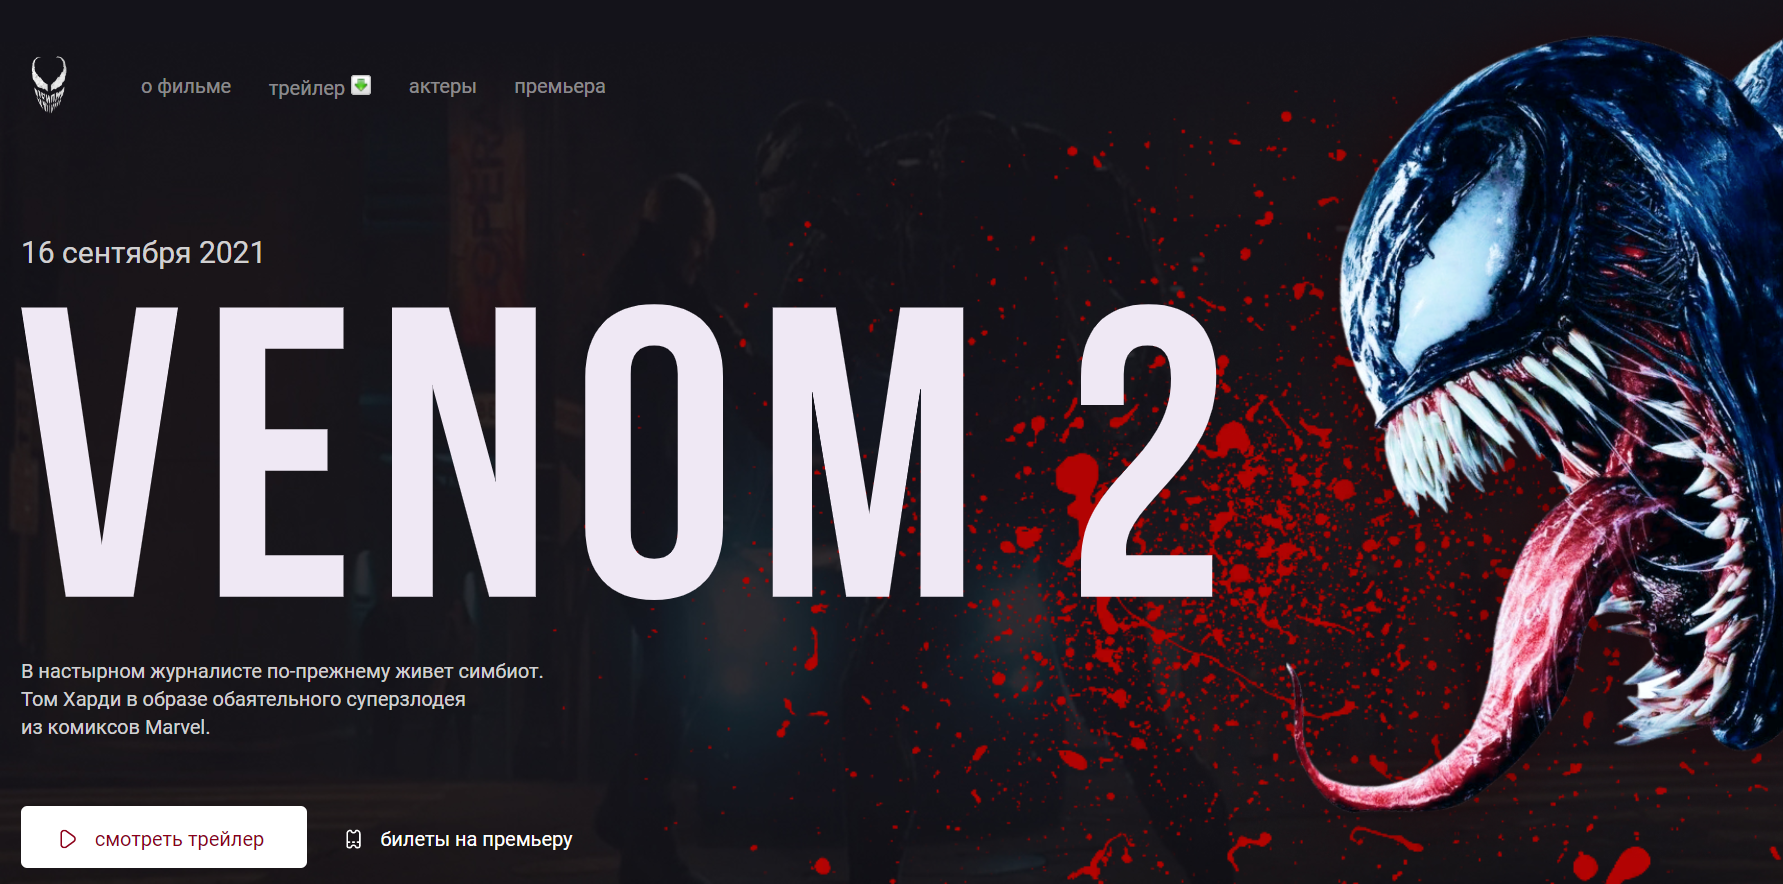 о фильме трейлер актеры премьера
16 сентября 2021
VENOM 2
В настырном журналисте по-прежнему живет симбиот.
Том Харди в образе обаятельного суперзлодея
из комиксов Marvel.
смотреть трейлер билеты на премьеру